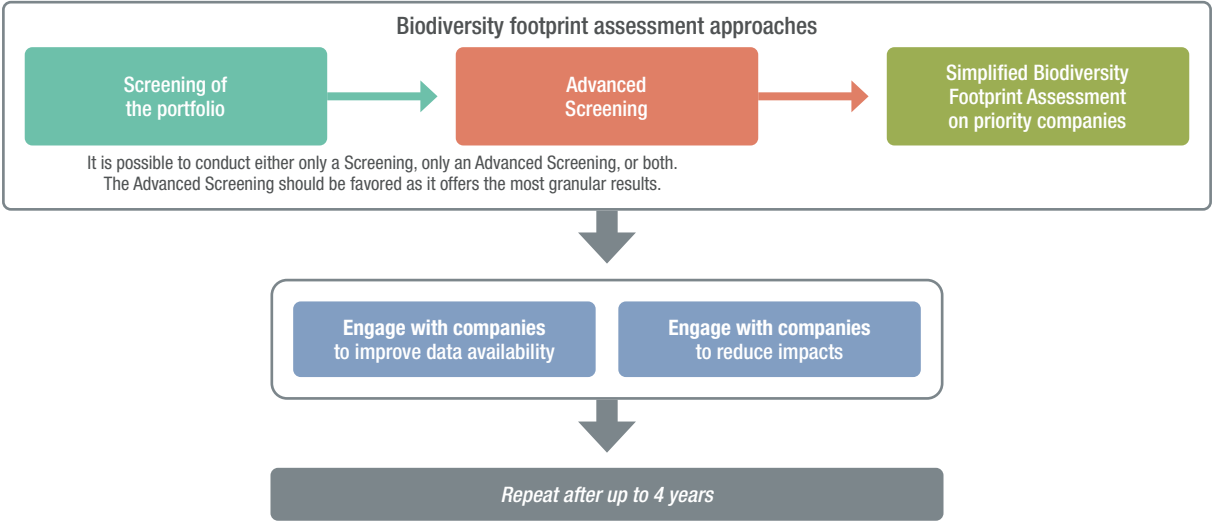 Biodiversity footprint assessment approaches
Screening of
the portfolio
Advanced
Screening
Simplified Biodiversity
Footprint Assessment
on priority companies
It is possible to conduct either only a Screening, only an Advanced Screening, or both.
The Advanced Screening should be favored as it offers the most granular results.
Engage with companies
to improve data availability
Engage with companies
to reduce impacts
Repeat after up to 4 years